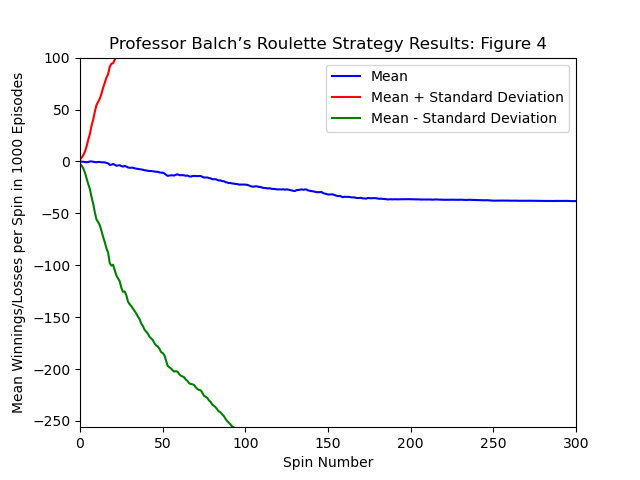 Professor Balch’s Roulette Strategy Results: Figure 4
Mean Winnings/Losses per Spin in 1000 Episodes
100
50
0
−50
−100
−150
−200
−250
Mean
Mean + Standard Deviation
Mean - Standard Deviation
0 50 100 150 200 250 300
Spin Number